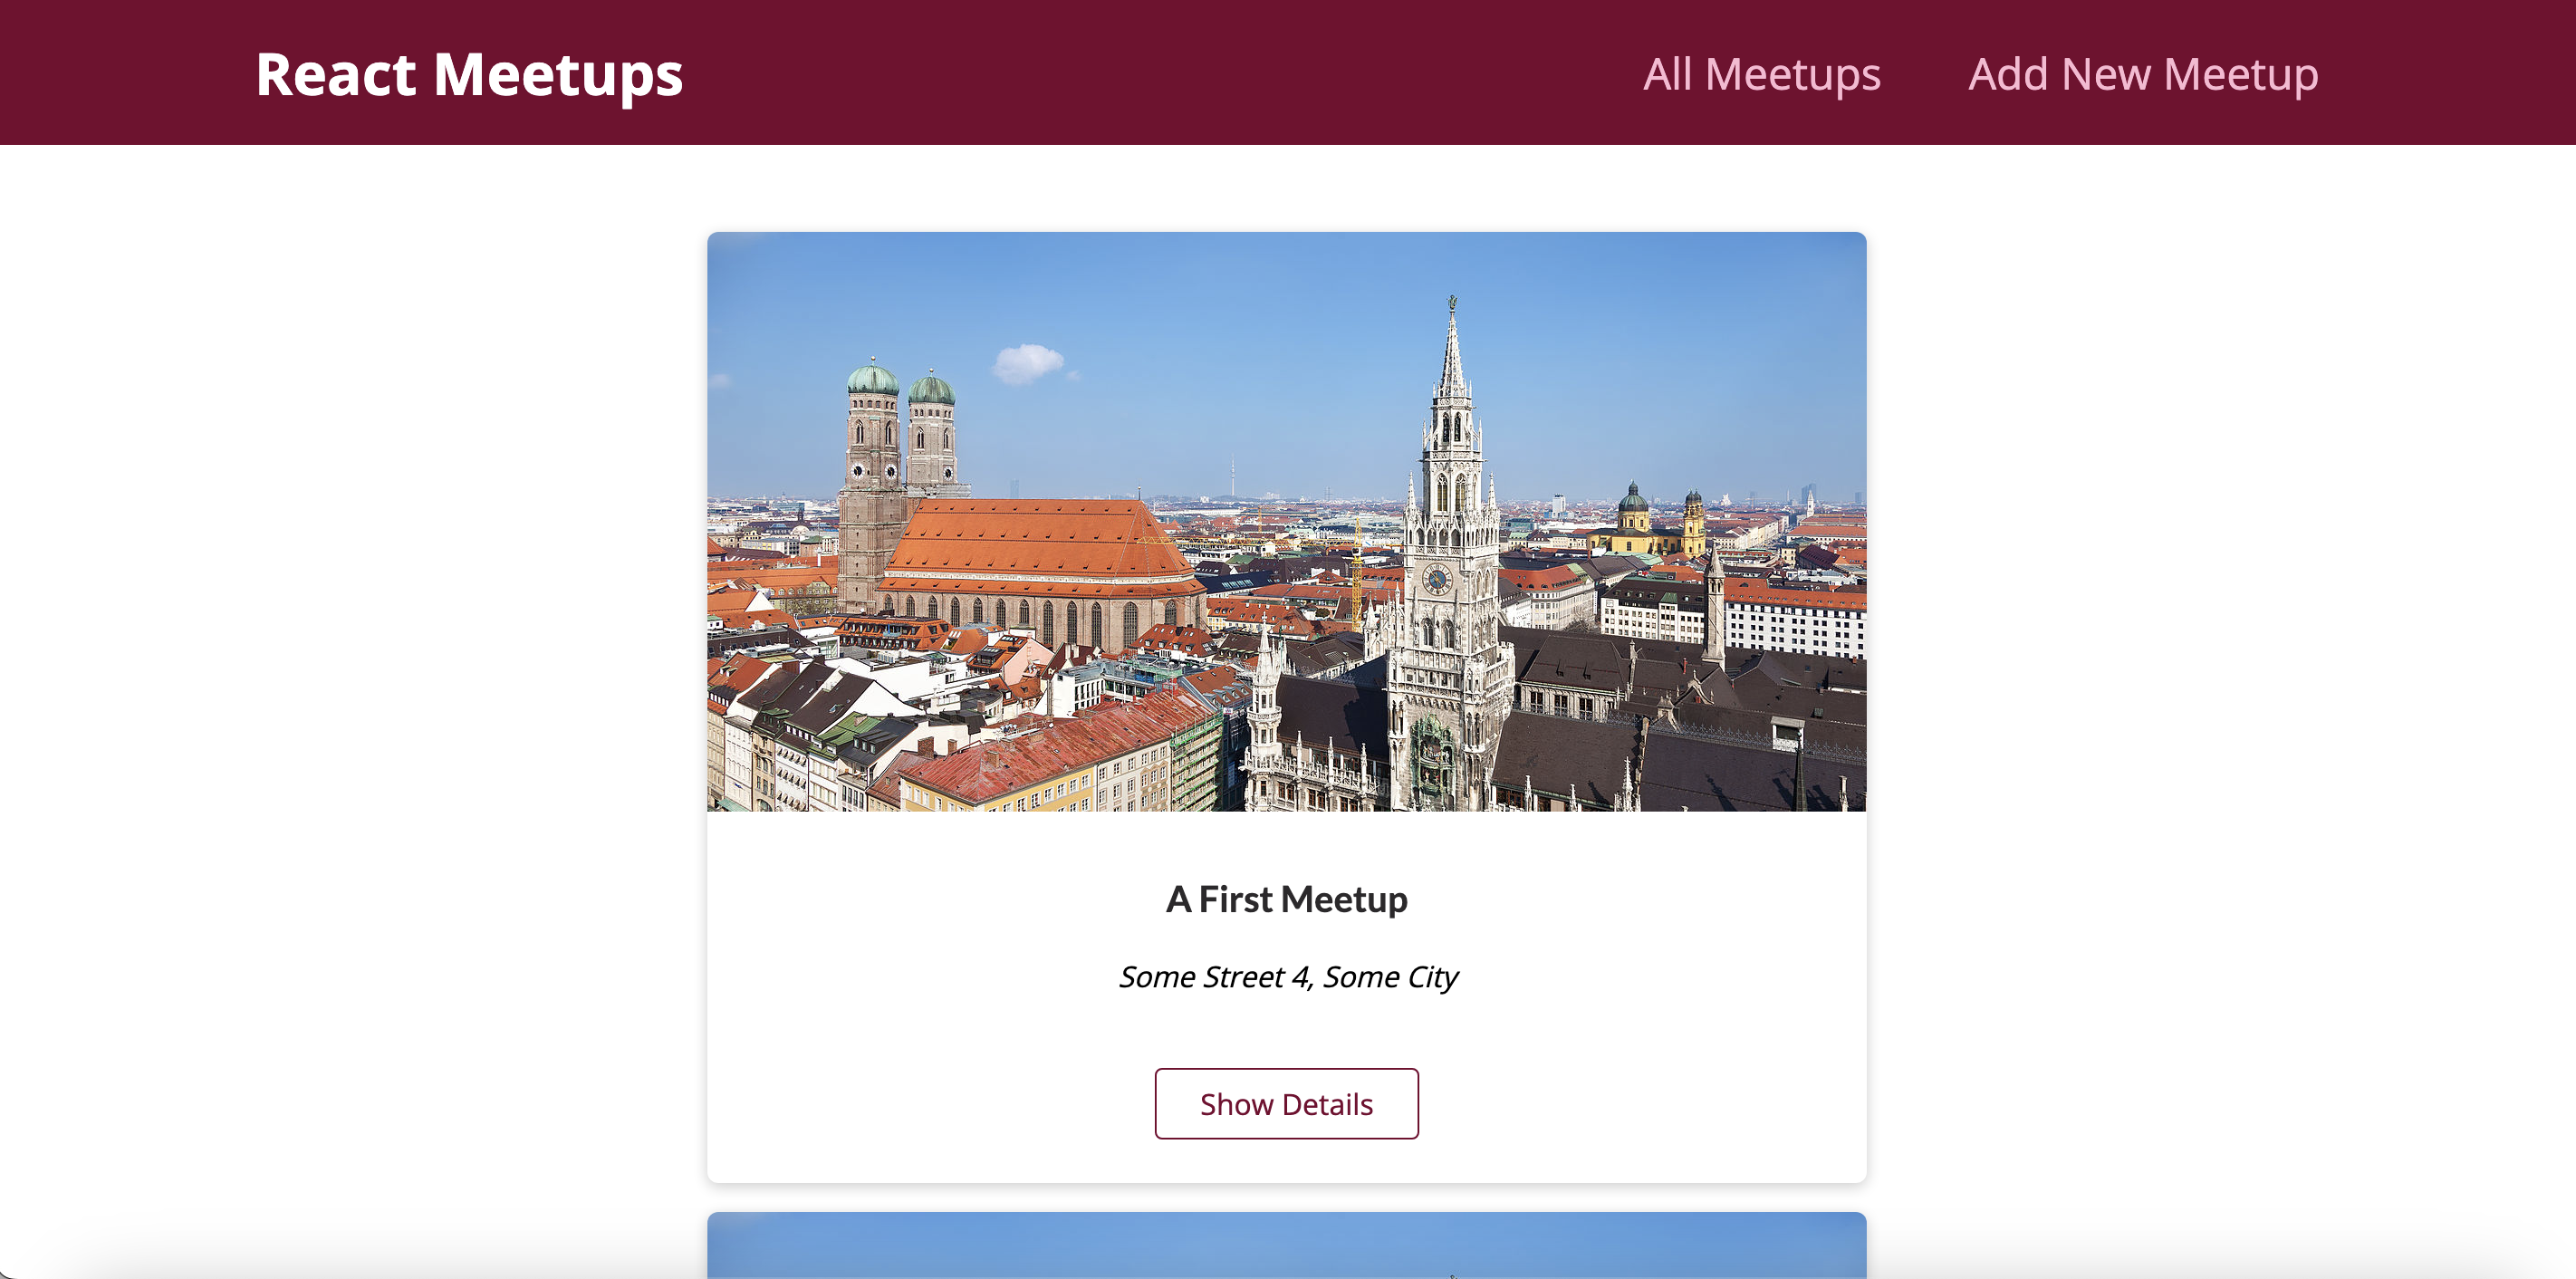 React Meetups
All Meetups
Add New Meetup
A First Meetup
Some Street 4, Some City
Show Details